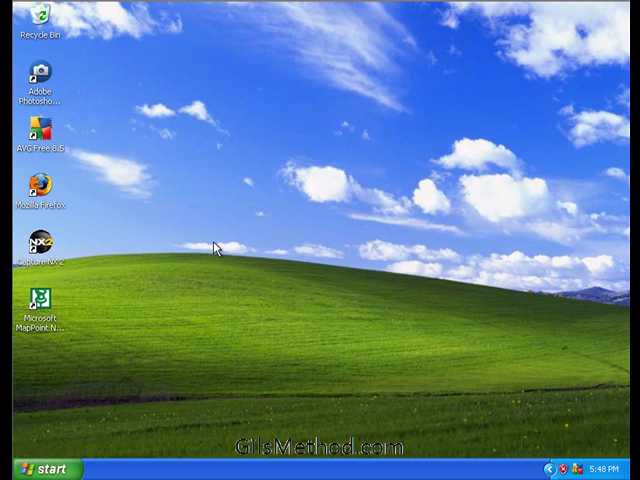 Recycle Bin
Adobe
Photosho...
AVG Free 8.5
Mozilla Firefox
NX2
Capture NX 2
Microsoft
MapPoint N...
GilsMethod.com
start
5:48 PM